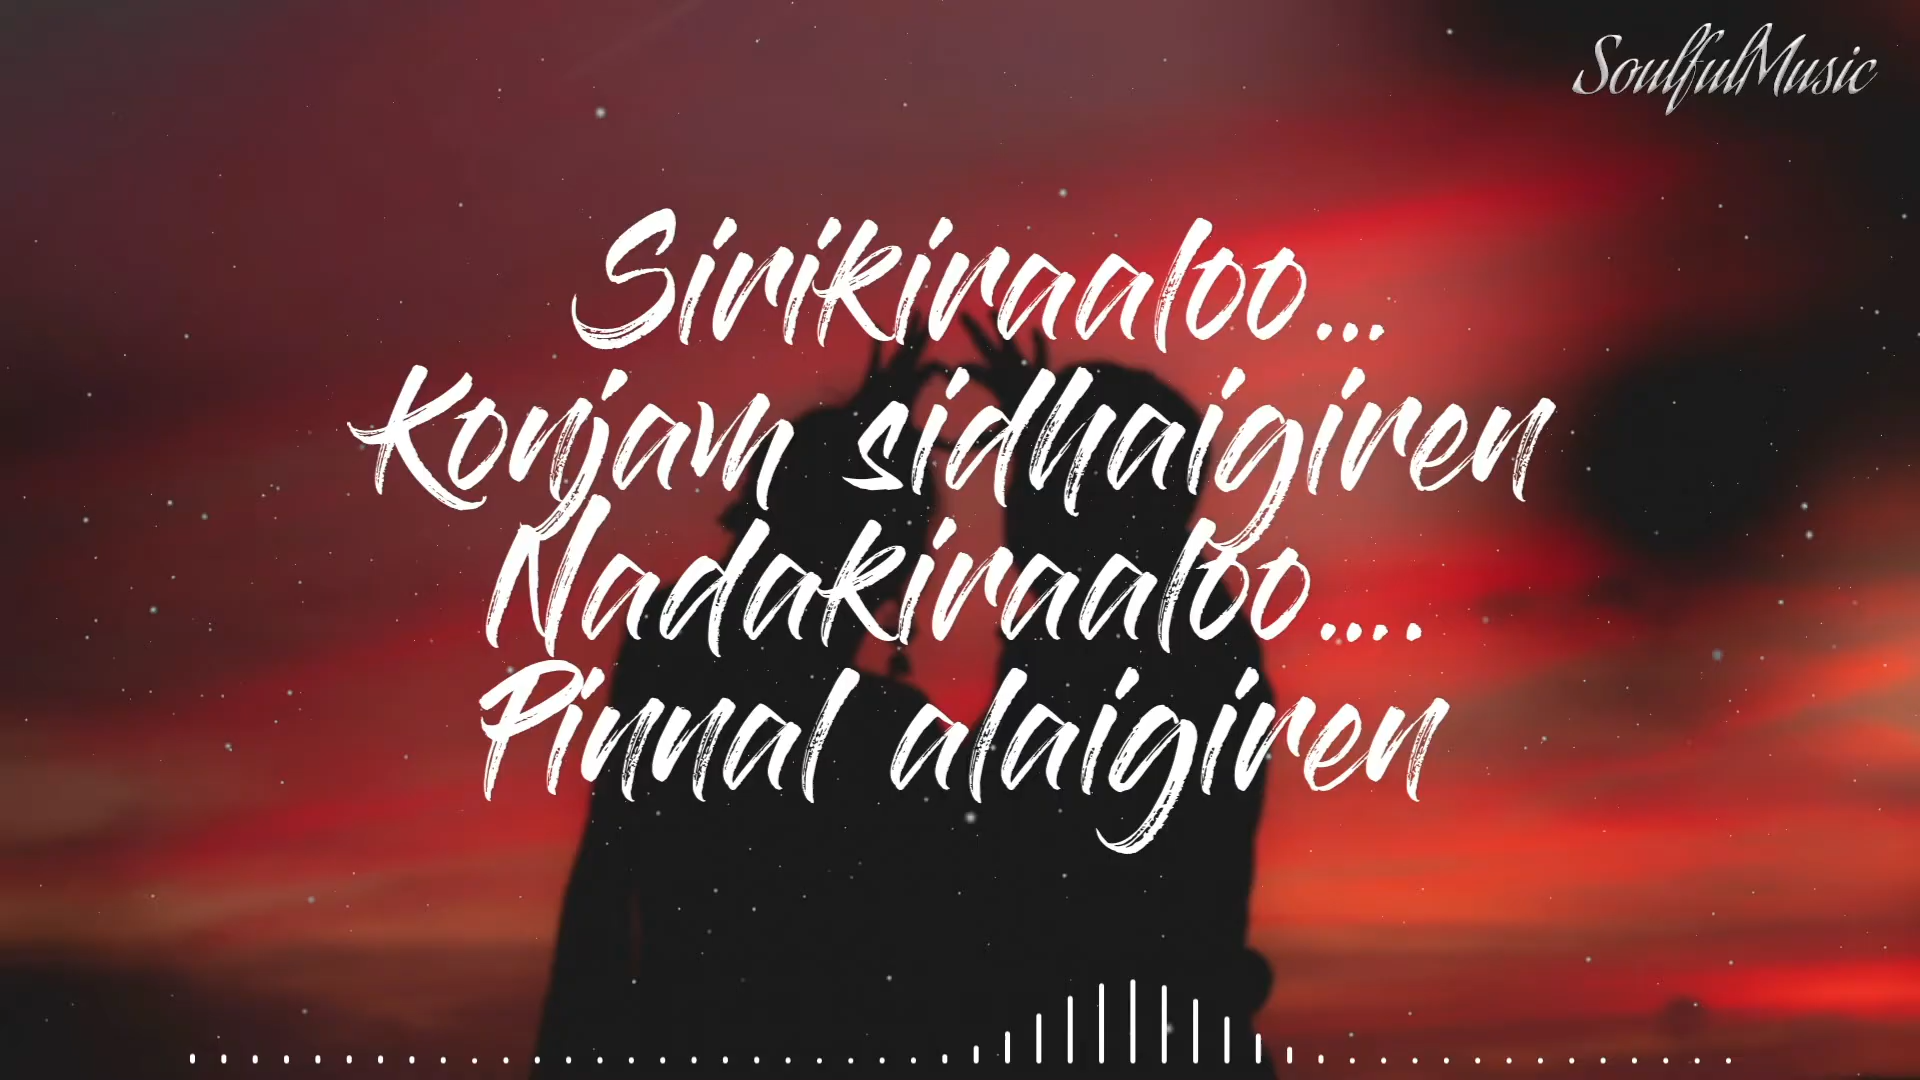 SoulfulMusic
Sirikiraaloo...
Konjam sidhaigiren
Nadakiraaloo....
Pinnal alaigiren